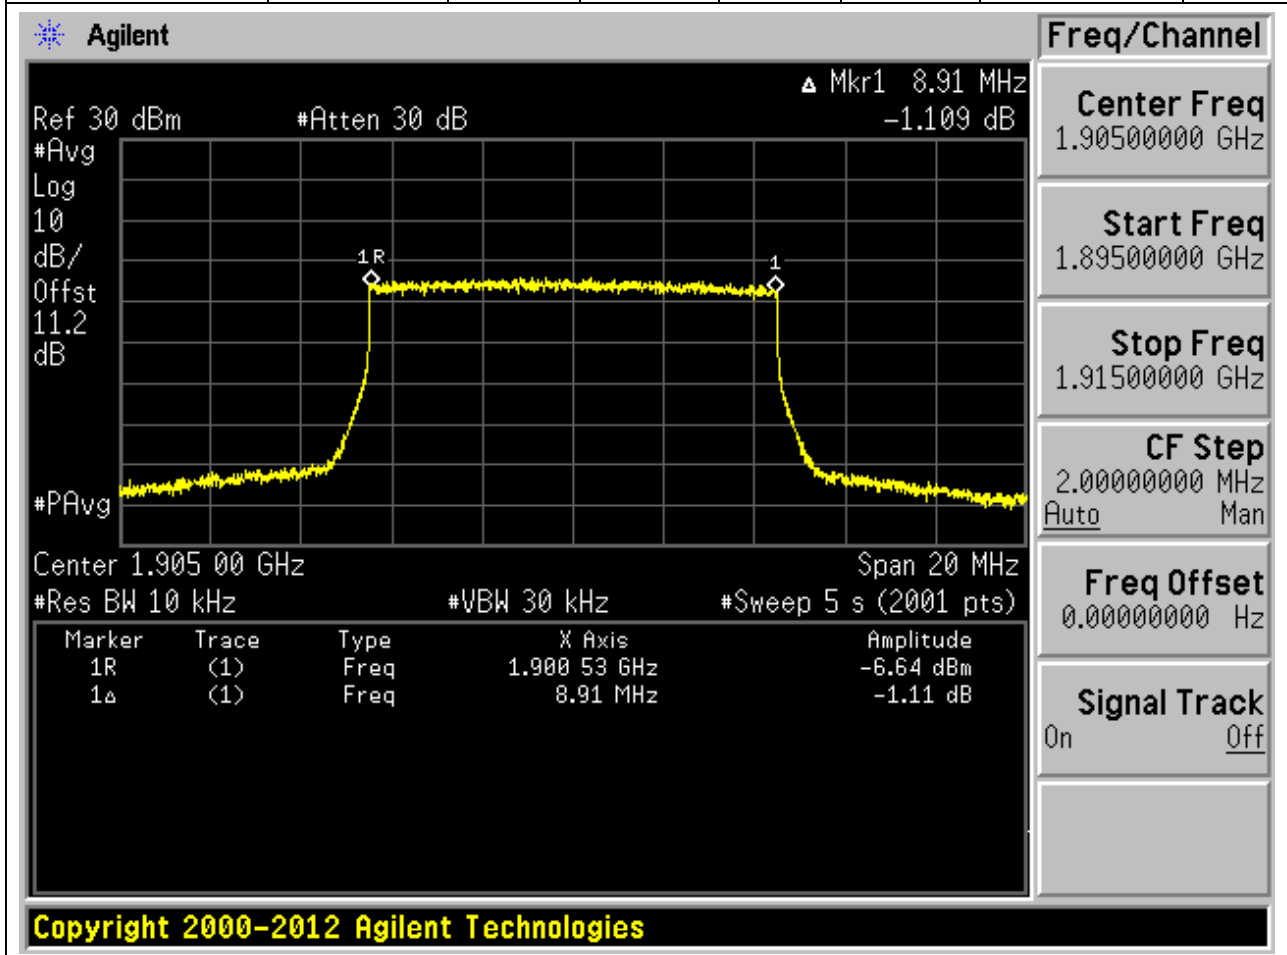 Agilent
Freq/Channel
Δ Mkr1 8.91 MHz
Ref 30 dBm #Atten 30 dB -1.109 dB
#Avg
Log
10
dB/
Offst
11.2
dB
#PAvg
1R
1
Center 1.905 00 GHz Span 20 MHz
#Res BW 10 kHz #VBW 30 kHz #Sweep 5 s (2001 pts)
Marker Trace Type X Axis Amplitude
1R (1) Freq 1.900 53 GHz -6.64 dBm
1Δ (1) Freq 8.91 MHz -1.11 dB
Center Freq
1.90500000 GHz
Start Freq
1.89500000 GHz
Stop Freq
1.91500000 GHz
CF Step
2.00000000 MHz
Auto Man
Freq Offset
0.00000000 Hz
Signal Track
On Off
Copyright 2000-2012 Agilent Technologies